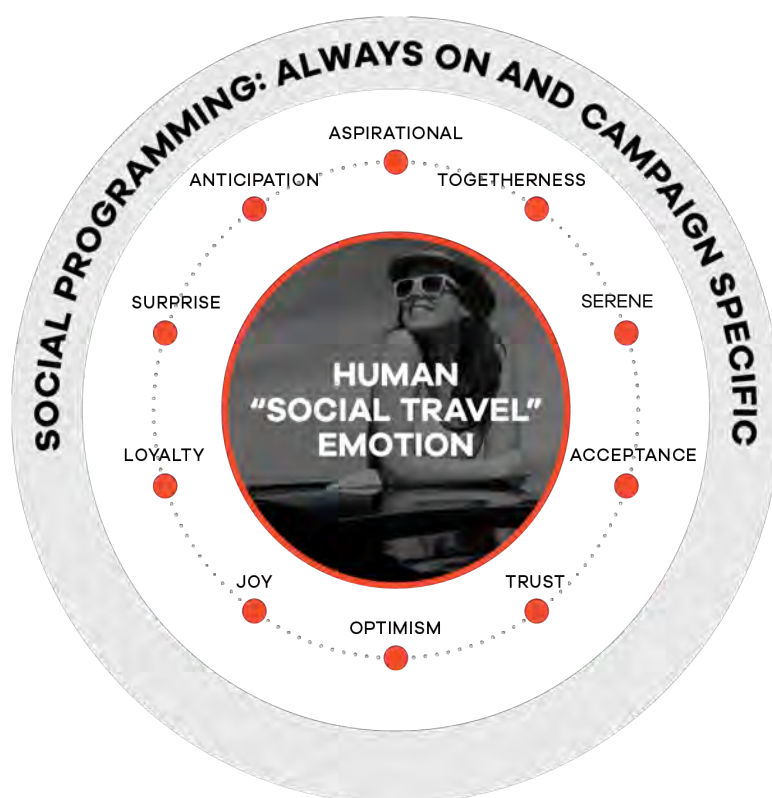 SOCIAL PROGRAMMING: ALWAYS ON AND CAMPAIGN SPECIFIC
ASPIRATIONAL
ANTICIPATION
TOGETHERNESS
SURPRISE
SERENE
HUMAN
“SOCIAL TRAVEL”
EMOTION
LOYALTY
ACCEPTANCE
JOY
TRUST
OPTIMISM